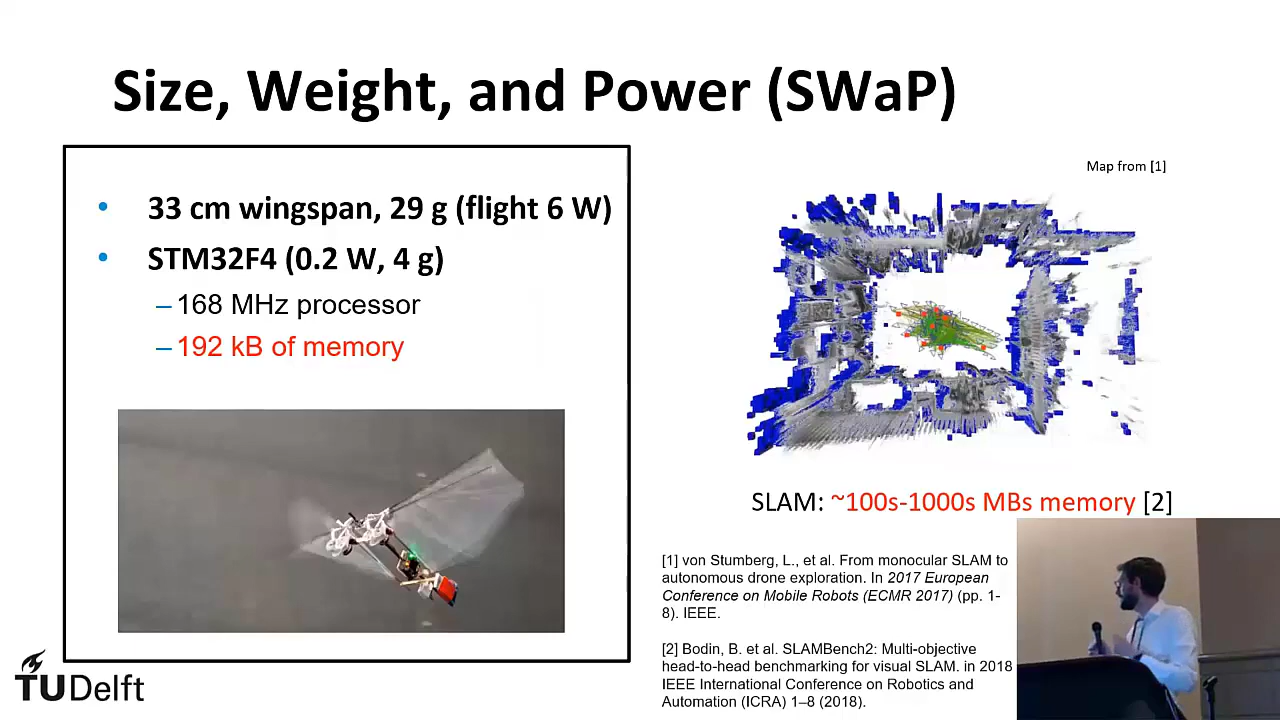 Size, Weight, and Power (SWaP)
• 33 cm wingspan, 29 g (flight 6 W)
• STM32F4 (0.2 W, 4 g)
–168 MHz processor
–192 kB of memory
Map from [1]
SLAM: ~100s-1000s MBs memory [2]
[1] von Stumberg, L., et al. From monocular SLAM to
autonomous drone exploration. In 2017 European
Conference on Mobile Robots (ECMR 2017) (pp. 1-
8). IEEE.
[2] Bodin, B. et al. SLAMBench2: Multi-objective
head-to-head benchmarking for visual SLAM. in 2018
IEEE International Conference on Robotics and
Automation (ICRA) 1–8 (2018).
TUDelft